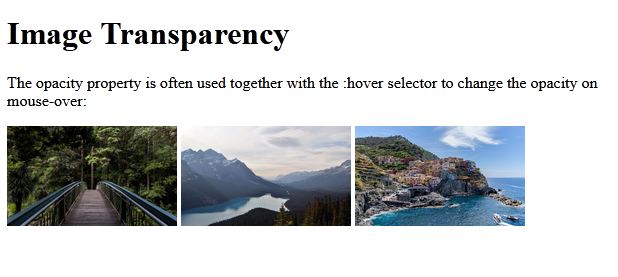 Image Transparency
The opacity property is often used together with the :hover selector to change the opacity on
mouse-over: